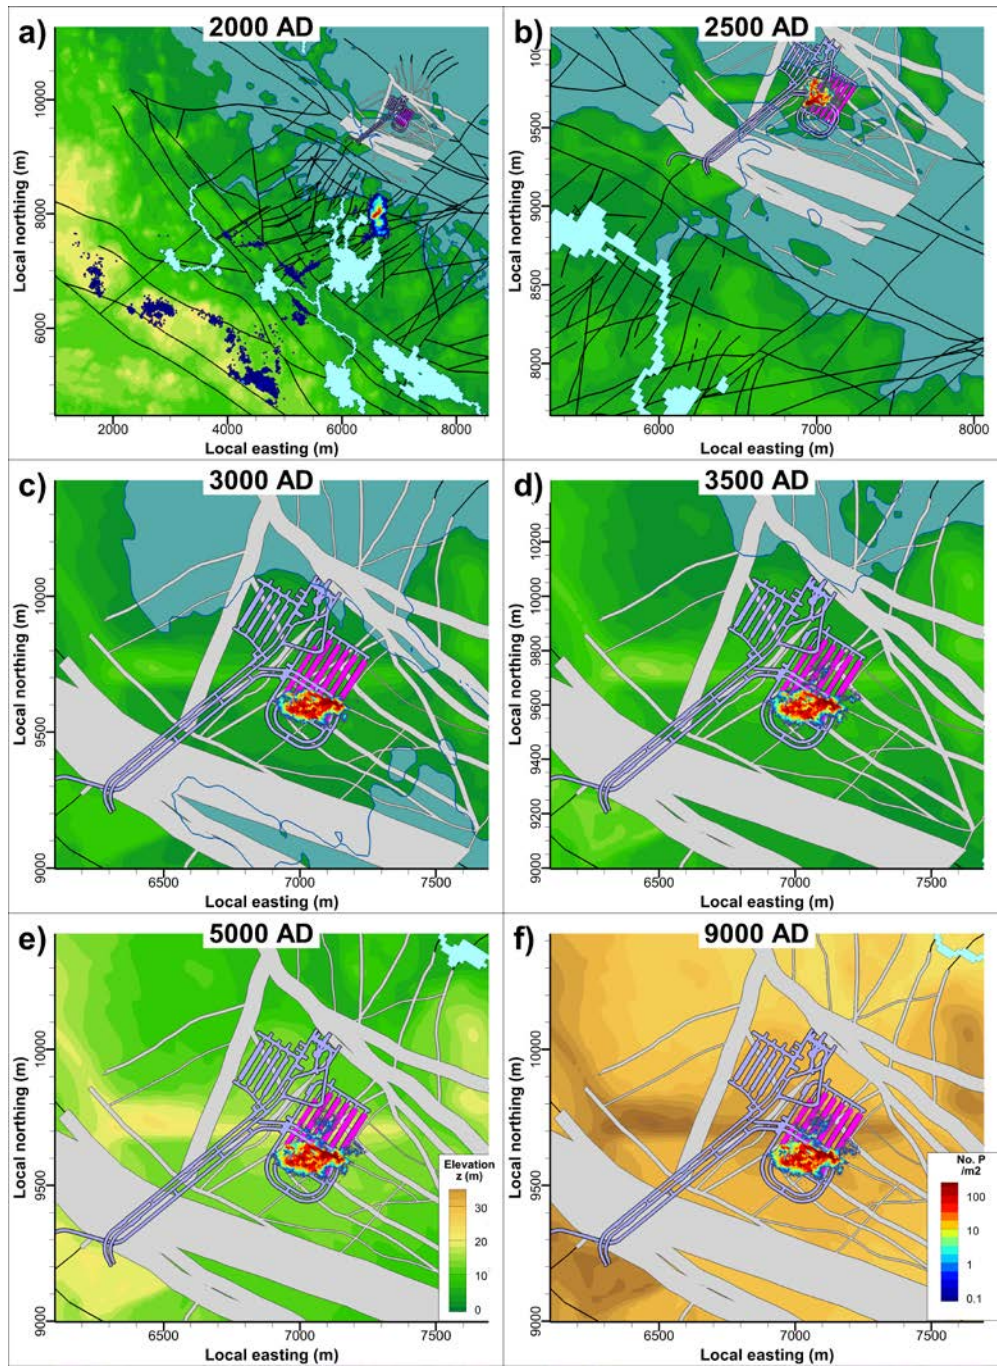 a) 2000 AD
Local northing (m)
10000
8000
6000
2000 4000 6000 8000
Local easting (m)
b) 2500 AD
Local northing (m)
9500
9000
8500
8000
6000 7000 8000
Local easting (m)
c) 3000 AD
Local northing (m)
10000
9500
9000
6500 7000 7500
Local easting (m)
d) 3500 AD
Local northing (m)
10200
10000
9800
9600
9400
9200
9000
6500 7000 7500
Local easting (m)
e) 5000 AD
Local northing (m)
10000
9500
9000
6500 7000 7500
Local easting (m)
Elevation
z (m)
30
20
10
0
f) 9000 AD
Local northing (m)
10000
9500
9000
6500 7000 7500
Local easting (m)
No. P
/m2
100
10
1
0.1